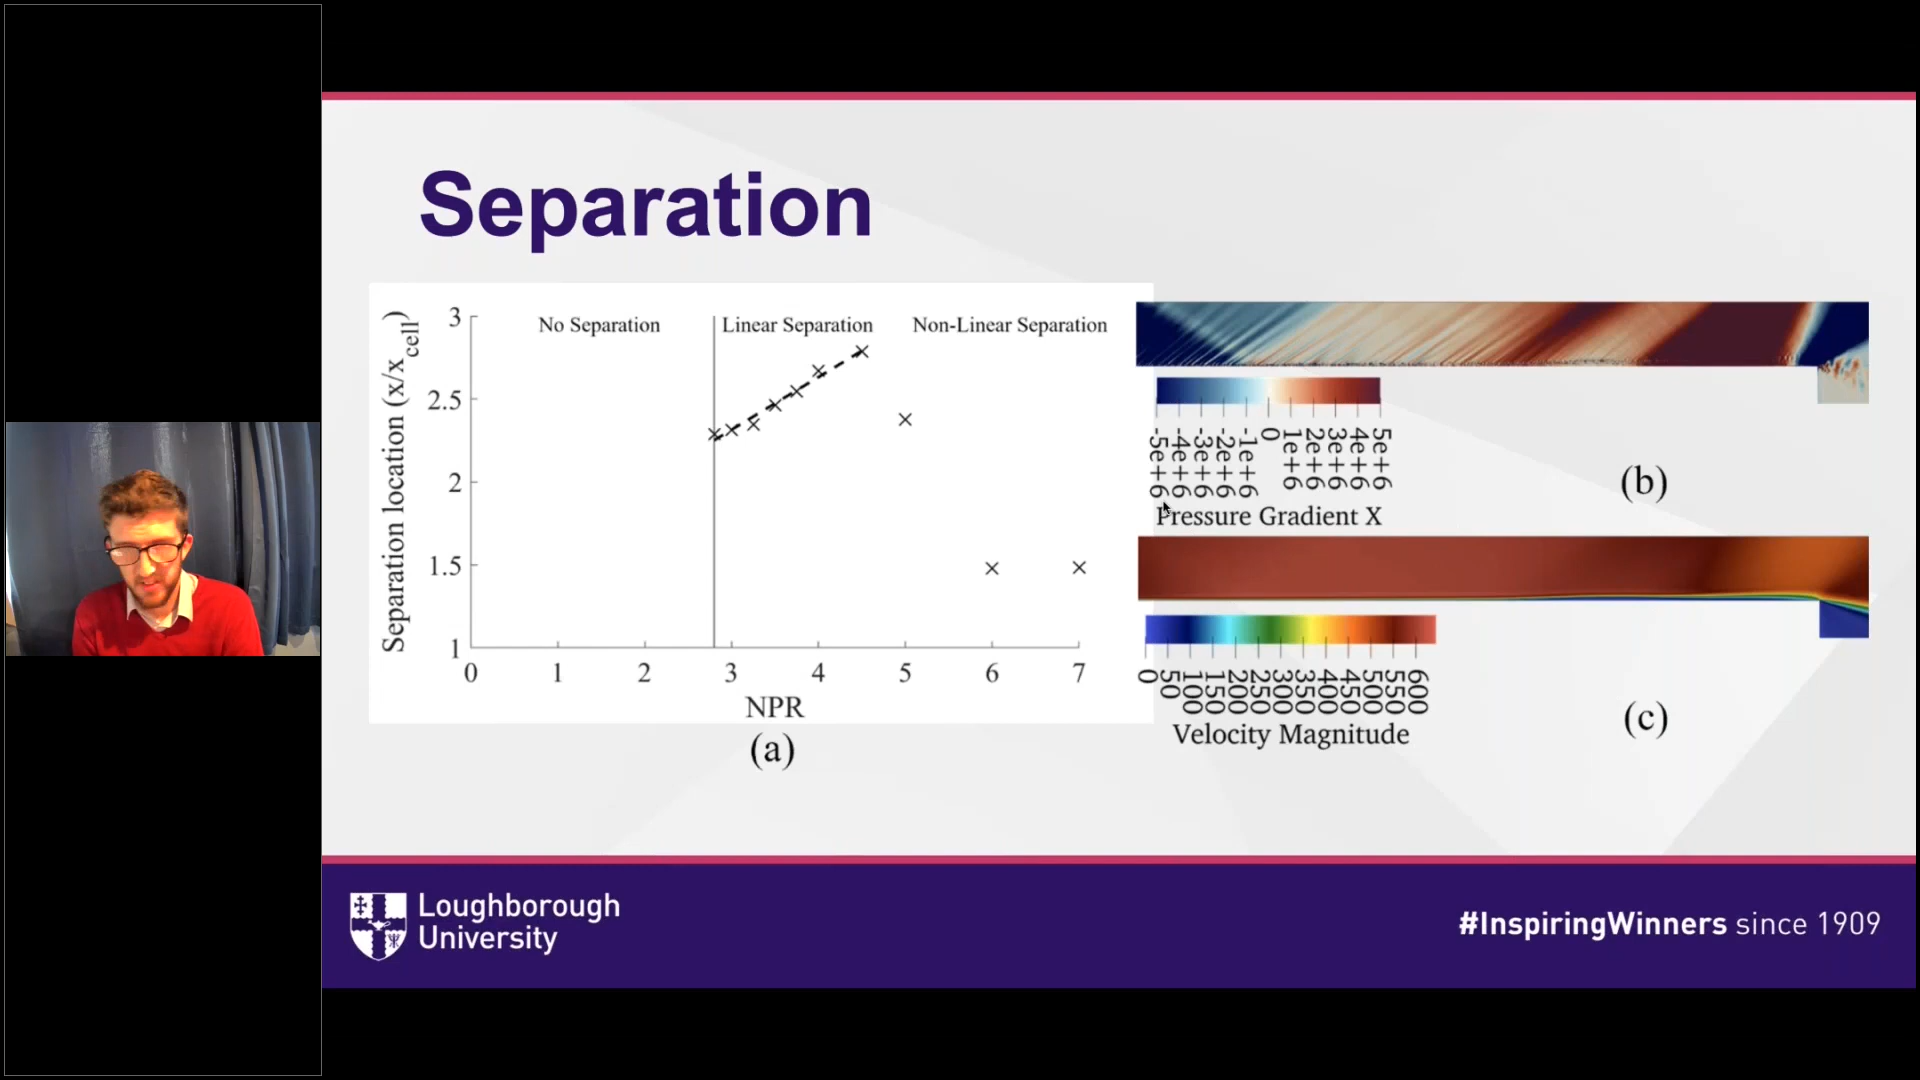 Separation
Separation location (x/x_cell)
3
2.5
2
1.5
1
No Separation
Linear Separation
Non-Linear Separation
0
1
2
3
4
5
6
7
NPR
(a)
-5e+6
-4e+6
-3e+6
-2e+6
-1e+6
0
1e+6
2e+6
3e+6
4e+6
5e+6
Pressure Gradient X
(b)
0
50
100
150
200
250
300
350
400
450
500
550
600
Velocity Magnitude
(c)
Loughborough
University
#InspiringWinners since 1909